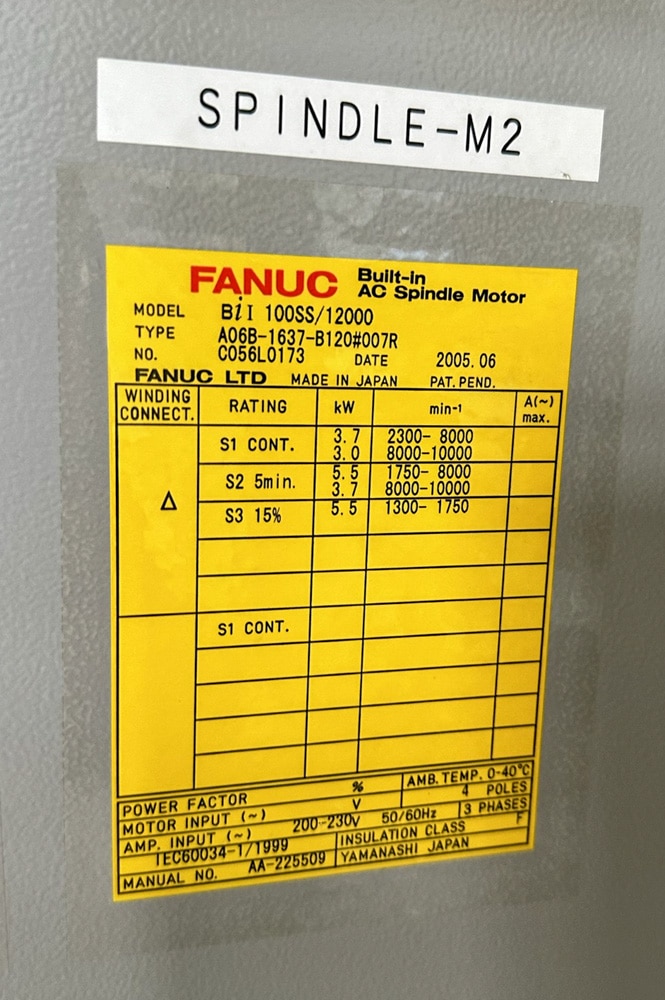 SPINDLE-M2
FANUC Built-in AC Spindle Motor
MODEL BiI 100SS/12000
TYPE A06B-1637-B120#007R
NO. C056L0173 DATE 2005.06
FANUC LTD MADE IN JAPAN PAT. PEND.
WINDING CONNECT. RATING kW min-1 A(~) max.
Δ S1 CONT. 3.7 2300- 8000
3.0 8000-10000
S2 5min. 5.5 1750- 8000
3.7 8000-10000
S3 15% 5.5 1300- 1750
S1 CONT.
POWER FACTOR % AMB. TEMP. 0-40°C
MOTOR INPUT (~) V 4 POLES
AMP. INPUT (~) 200-230V 50/60Hz 3 PHASES
IEC60034-1/1999 INSULATION CLASS F
MANUAL NO. AA-225509 YAMANASHI JAPAN